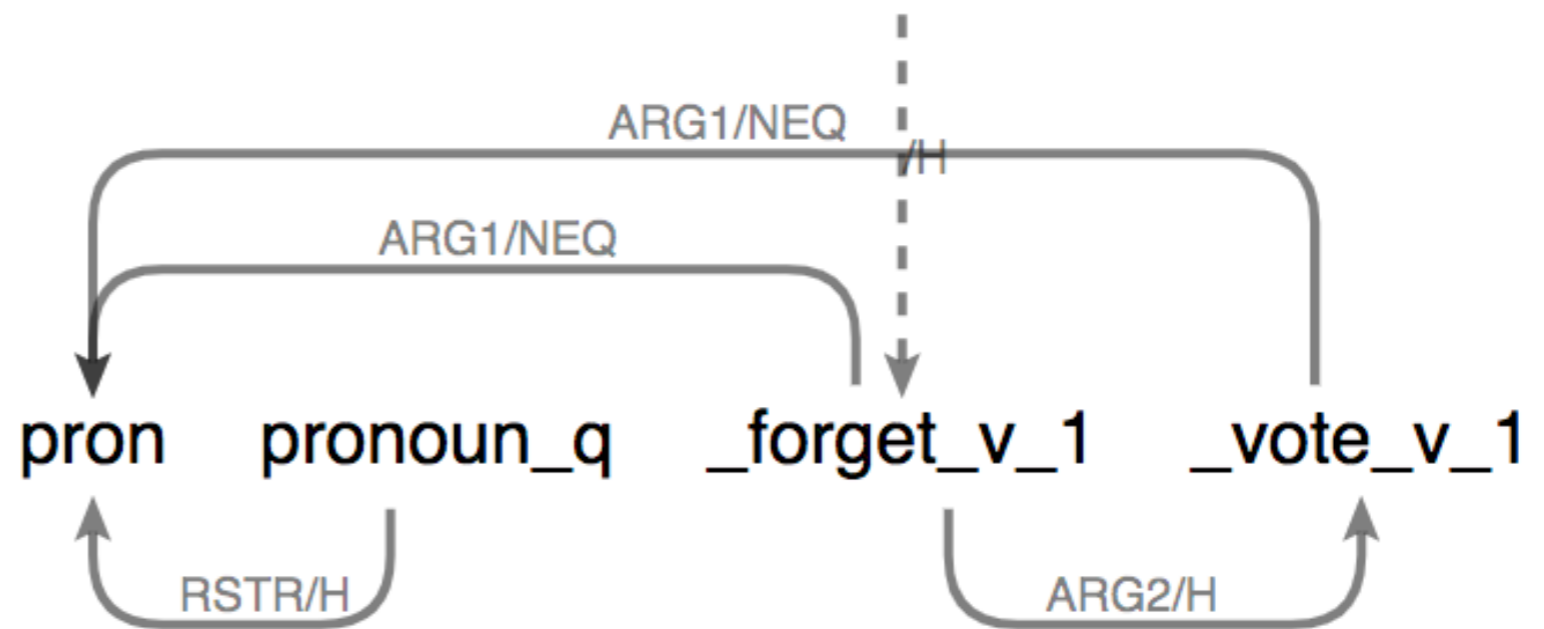 ARG1/NEQ
/H
ARG1/NEQ
pron pronoun_q _forget_v_1 _vote_v_1
RSTR/H ARG2/H